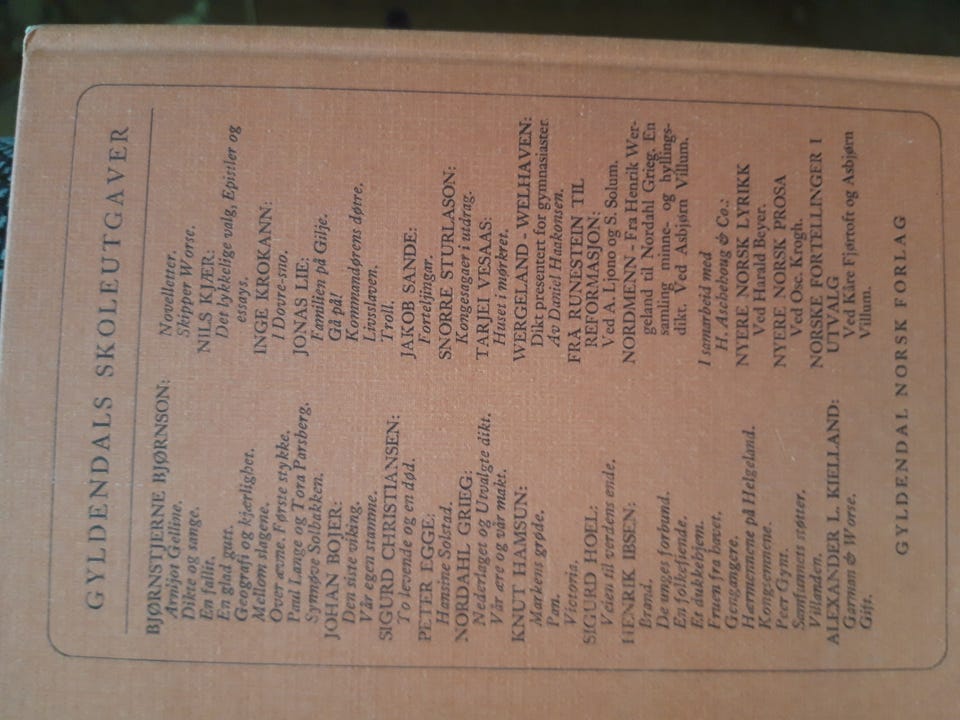 GYLDENDALS SKOLEUTGAVER
BJØRNSTJERNE BJØRNSON:
Arnljot Gelline.
Dikte og sange.
En fallit.
En glad gutt.
Geografi og kjærlighet.
Mellom slagene.
Over ævne. Første stykke.
Paul Lange og Tora Parsberg.
Synnøve Solbakken.
JOHAN BOJER:
Den siste viking.
Vår egen stamme.
SIGURD CHRISTIANSEN:
To levende og en død.
PETER EGGE:
Hansine Solstad.
NORDAHL GRIEG:
Nederlaget og Utvalgte dikt.
Vår ære og vår makt.
KNUT HAMSUN:
Markens grøde.
Pan.
Victoria.
SIGURD HOEL:
Veien til verdens ende.
HENRIK IBSEN:
Brand.
De unges forbund.
En folkefiende.
Et dukkehjem.
Fruen fra havet.
Gengangere.
Hærmennene på Helgeland.
Kongsemnene.
Peer Gynt.
Samfunnets støtter.
Villanden.
ALEXANDER L. KIELLAND:
Garman & Worse.
Gift.
Novelletter.
Skipper Worse.
NILS KJÆR:
Det lykkelige valg, Epistler og
essays.
INGE KROKANN:
I Dovre-sno.
JONAS LIE:
Familien på Gilje.
Gå på!
Kommandørens døtre.
Livsslaven.
Troll.
JAKOB SANDE:
Forteljingar.
SNORRE STURLASON:
Kongesagaer i utdrag.
TARJEI VESAAS:
Huset i mørkret.
WERGELAND - WELHAVEN:
Dikt presentert for gymnasiaster.
Av Daniel Haakonsen.
FRÅ RUNESTEIN TIL
REFORMASJON:
Ved A. Ljono og S. Solum.
NORDMENN - Fra Henrik Wer-
geland til Nordahl Grieg. En
samling minne- og hyllings-
dikt. Ved Asbjørn Villum.
I samarbeid med
H. Aschehoug & Co.:
NYERE NORSK LYRIKK
Ved Harald Beyer.
NYERE NORSK PROSA
Ved Osc. Krogh.
NORSKE FORTELLINGER I
UTVALG
Ved Kåre Fjørtoft og Asbjørn
Villum.
GYLDENDAL NORSK FORLAG